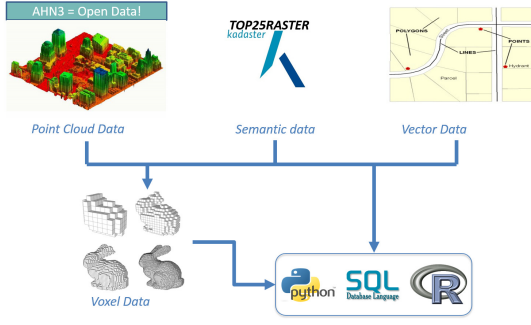 AHN3 = Open Data!
TOP25RASTER
kadaster
POLYGONS
Street
POINTS
LINES
Parcel
Hydrant
Point Cloud Data
Semantic data
Vector Data
Voxel Data
python
SQL
Database Language
R